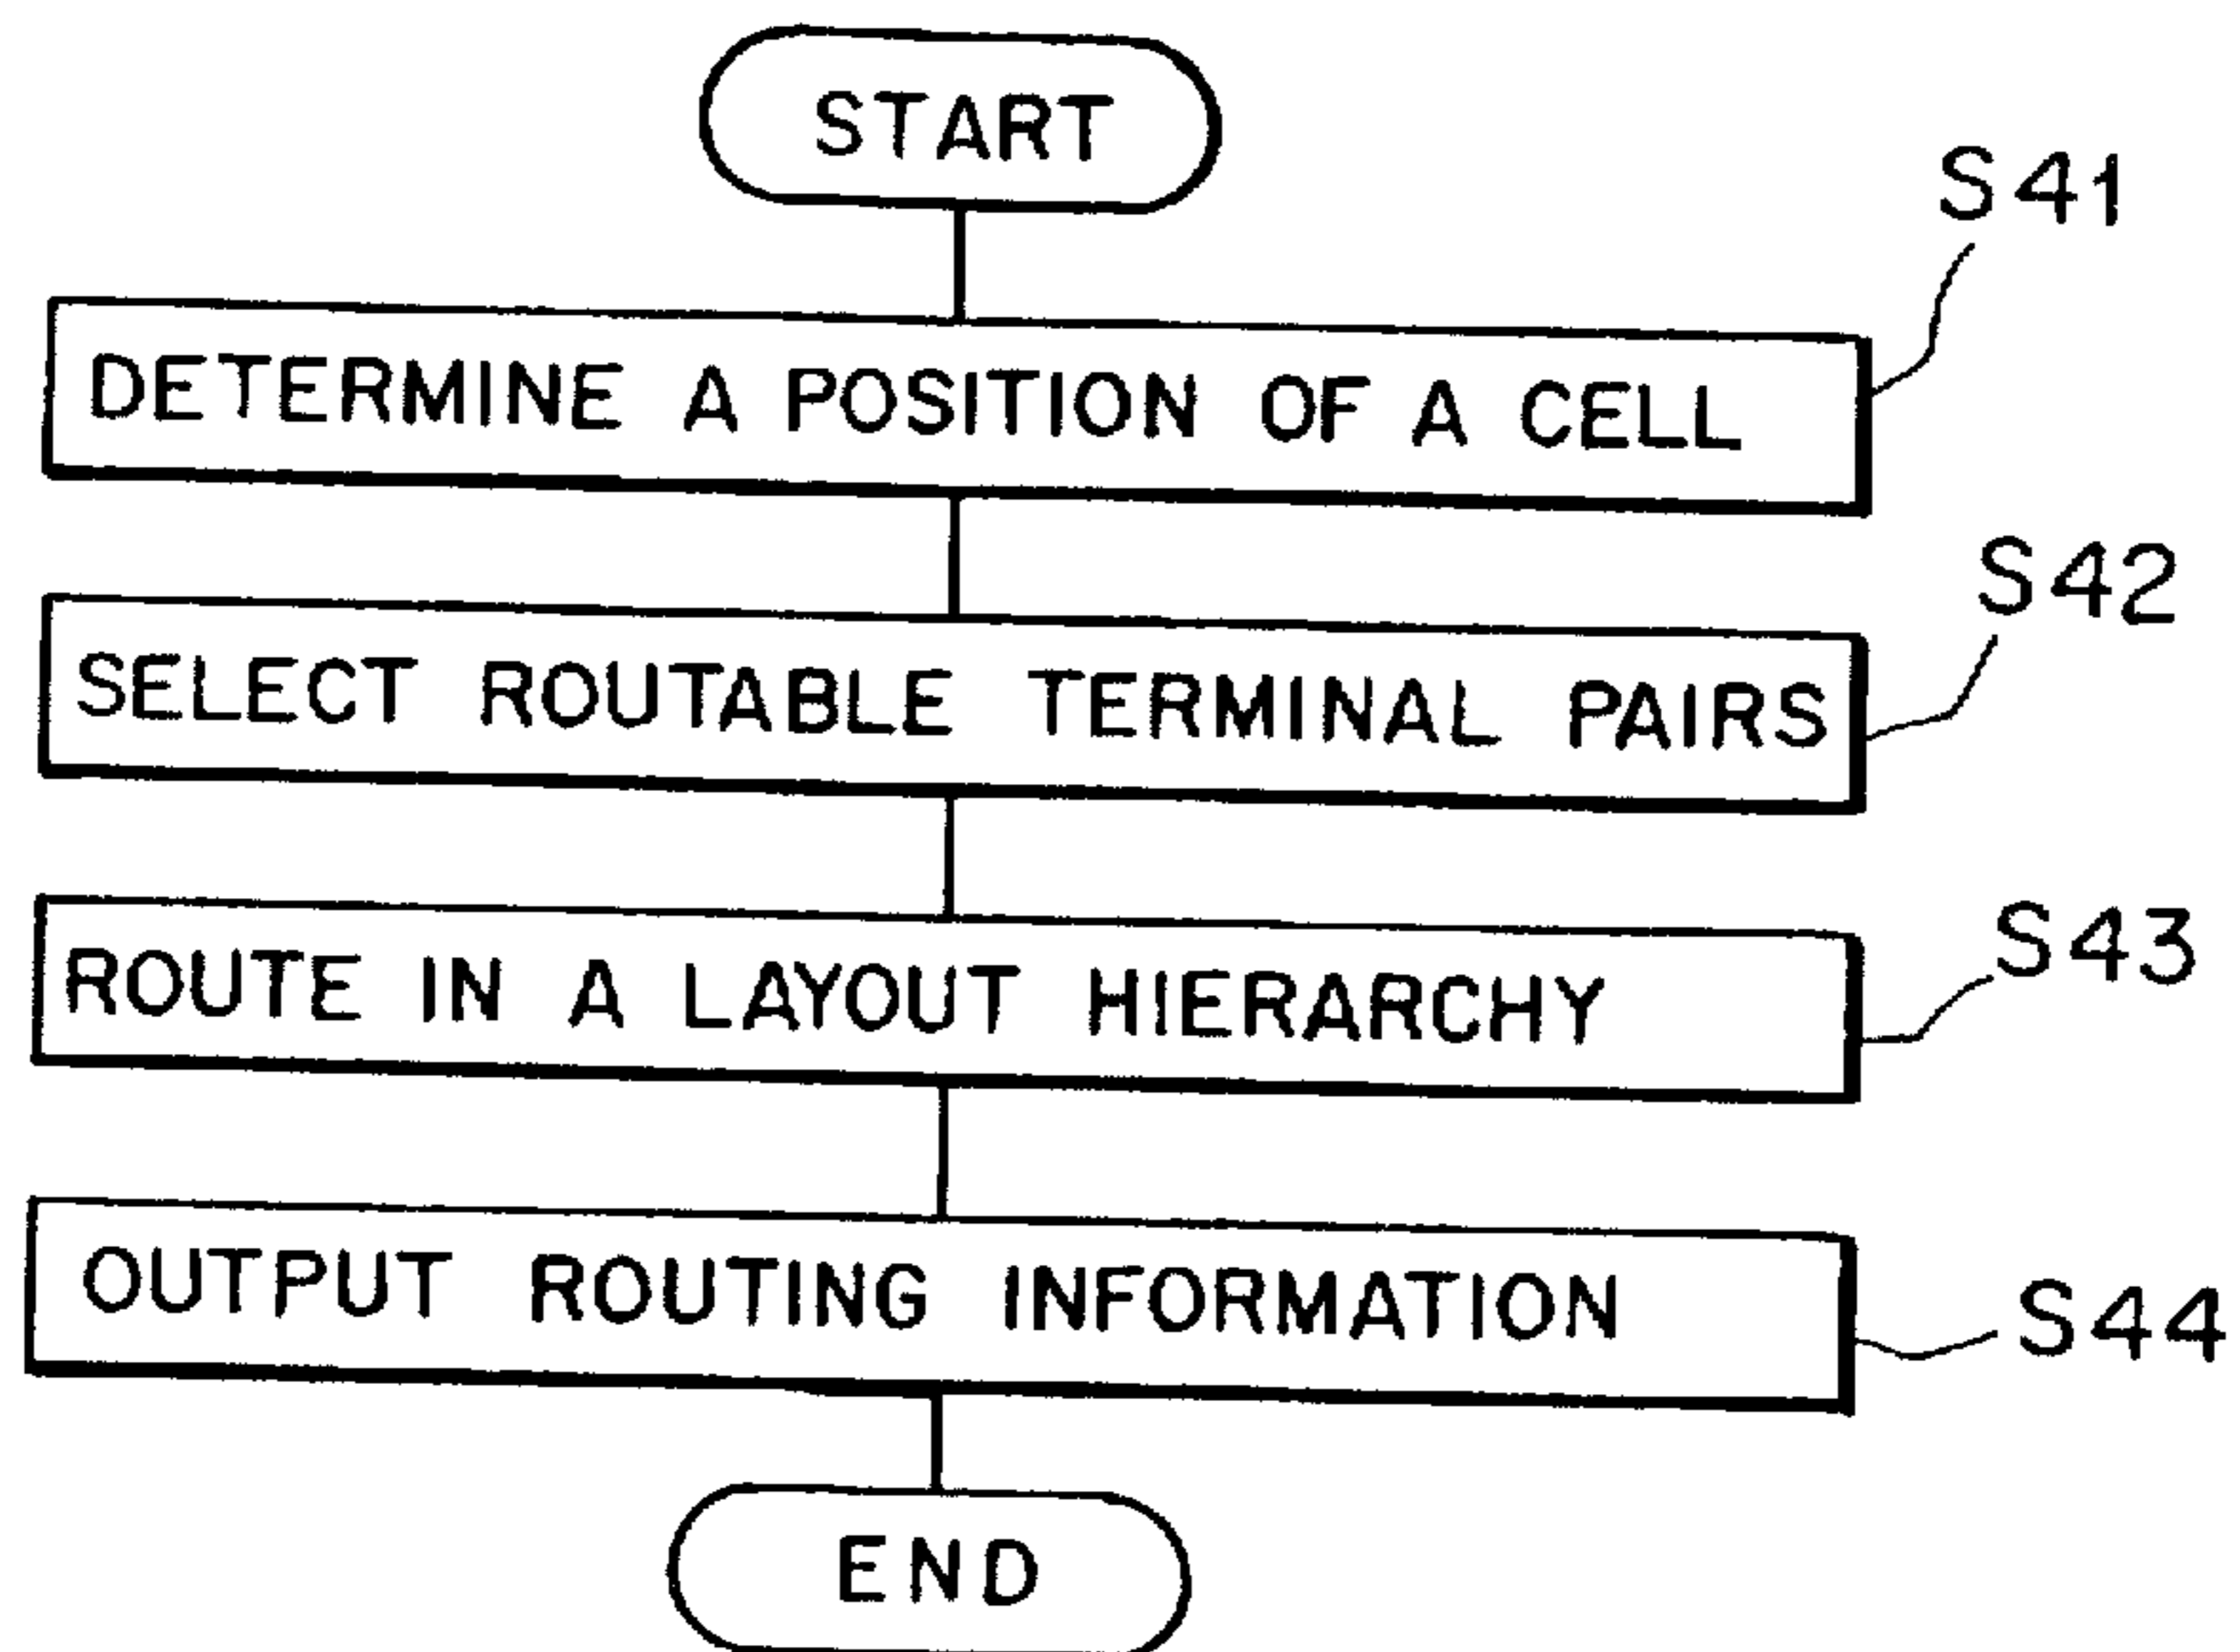 START
S41
DETERMINE A POSITION OF A CELL
S42
SELECT ROUTABLE TERMINAL PAIRS
S43
ROUTE IN A LAYOUT HIERARCHY
OUTPUT ROUTING INFORMATION
S44
END